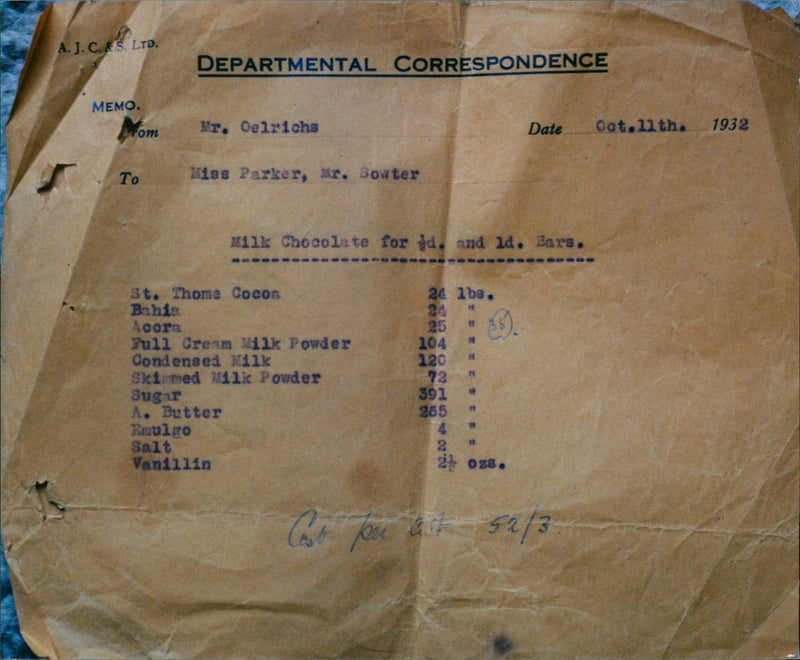 A. J. C. & S. LTD.
DEPARTMENTAL CORRESPONDENCE
MEMO.
From Mr. Oelrichs Date Oct.11th. 1932
To Miss Parker, Mr. Sowter
Milk Chocolate for ½d. and 1d. Bars.
St. Thome Cocoa 24 lbs.
Bahia 24 "
Accra 25 " (35).
Full Cream Milk Powder 104 "
Condensed Milk 120 "
Skimmed Milk Powder 72 "
Sugar 391 "
A. Butter 265 "
Emulgo 4 "
Salt 2 "
Vanillin 2½ ozs.
Cost per cwt 52/3.